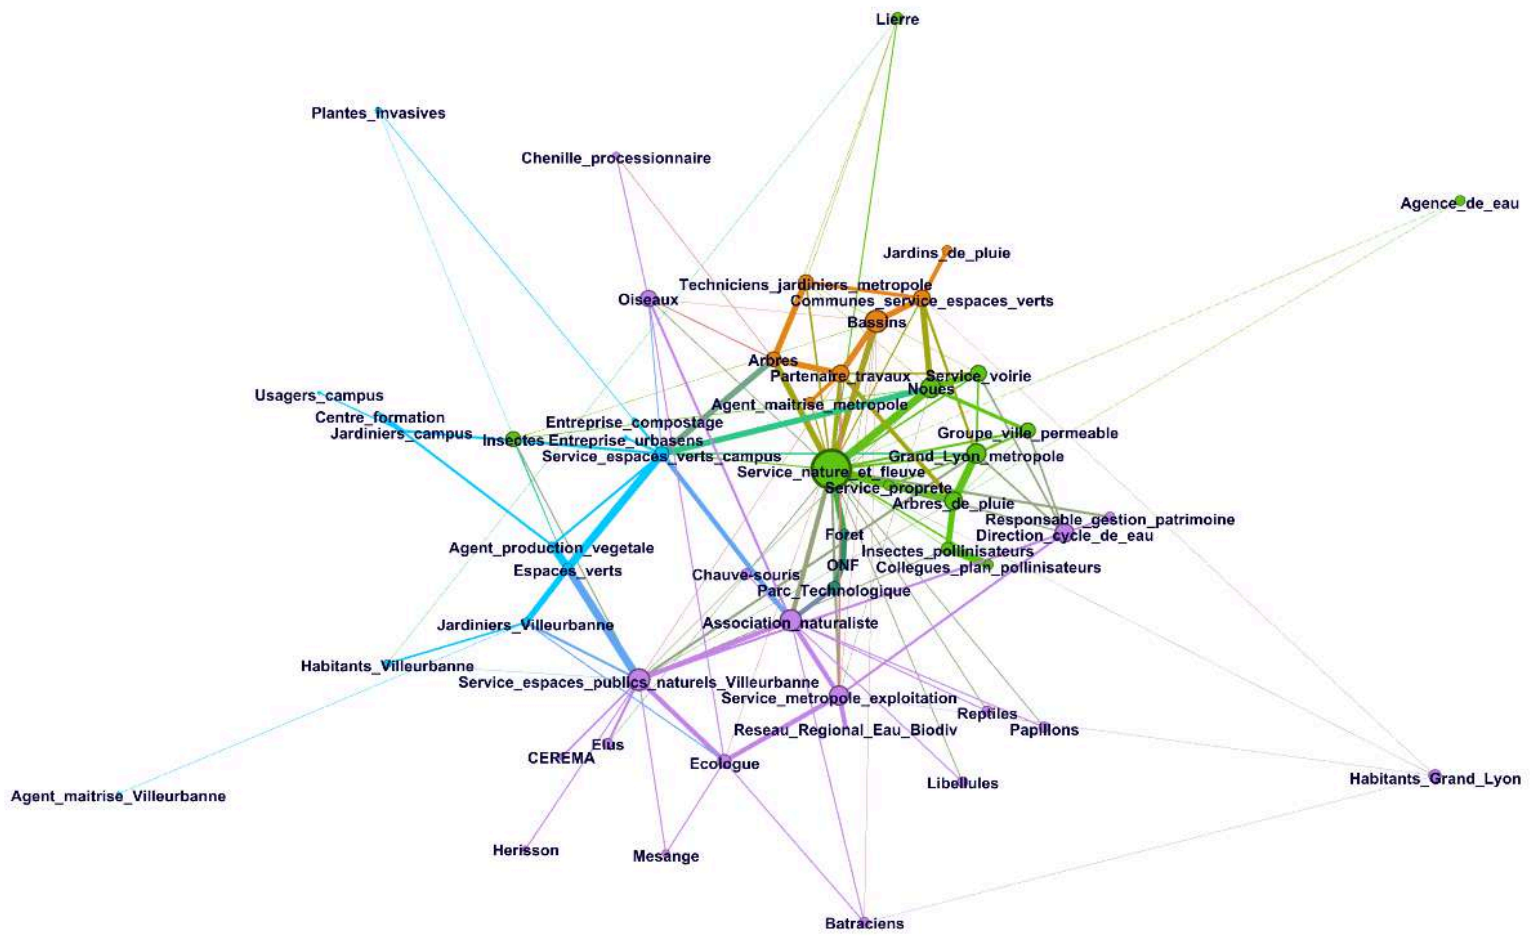 Lierre
Plantes_invasives
Chenille_processionnaire
Agence_de_eau
Jardins_de_pluie
Techniciens_jardiniers_metropole
Oiseaux
Communes_service_espaces_verts
Bassins
Arbres
Partenaire_travaux
Service_voirie
Noues
Usagers_campus
Agent_maitrise_metropole
Centre_formation
Entreprise_compostage
Jardiniers_campus
Groupe_ville_permeable
Insectes
Entreprise_urbasens
Service_espaces_verts_campus
Grand_Lyon_metropole
Service_nature_et_fleuve
Service_proprete
Arbres_de_pluie
Responsable_gestion_patrimoine
Foret
Direction_cycle_de_eau
Agent_production_vegetale
Insectes_pollinisateurs
ONF
Collegues_plan_pollinisateurs
Espaces_verts
Chauve-souris
Parc_Technologique
Jardiniers_Villeurbanne
Association_naturaliste
Habitants_Villeurbanne
Service_espaces_publics_naturels_Villeurbanne
Service_metropole_exploitation
Reptiles
Reseau_Regional_Eau_Biodiv
Papillons
Elus
CEREMA
Ecologue
Habitants_Grand_Lyon
Libellules
Agent_maitrise_Villeurbanne
Herisson
Mesange
Batraciens